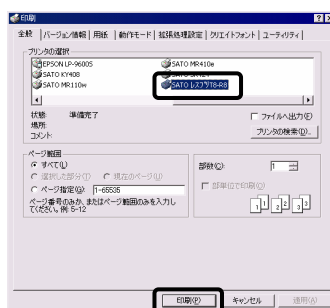 印刷
全般 バージョン情報 用紙 動作モード 拡張処理設定 クリエイトフォント ユーティリティ
プリンタの選択
EPSON LP-9600S
SATO MR410e
SATO KY408
SATO MR110w
SATO レスプリT8-R8
状態: 準備完了
場所:
コメント:
ファイルへ出力(F)
プリンタの検索(D)...
ページ範囲
すべて(L)
選択した部分(T) 現在のページ(U)
ページ指定(G): 1-65535
ページ番号のみか、またはページ範囲のみを入力し
てください。例: 5-12
部数(C): 1
部単位で印刷(O)
1 1 2 2 3 3
印刷(P) キャンセル 適用(A)